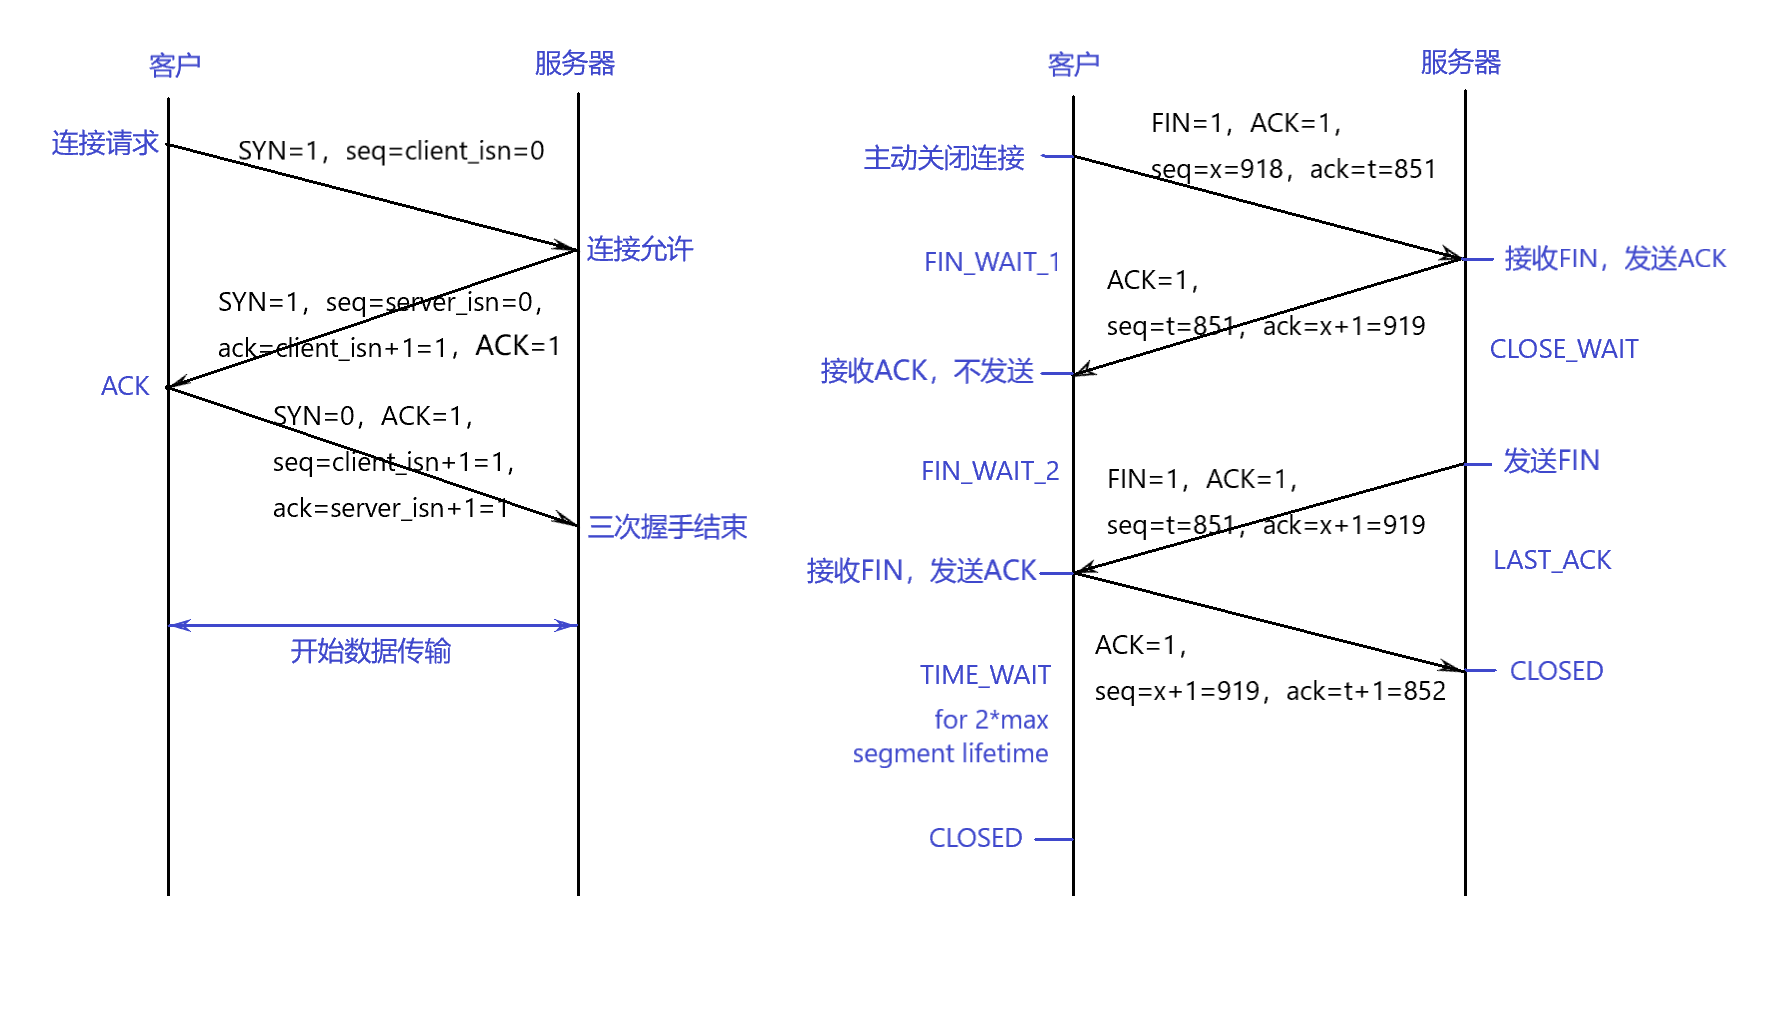 客户
服务器
连接请求
SYN=1，seq=client_isn=0
连接允许
SYN=1，seq=server_isn=0，
ack=client_isn+1=1，ACK=1
ACK
SYN=0，ACK=1，
seq=client_isn+1=1，
ack=server_isn+1=1
三次握手结束
开始数据传输
客户
服务器
FIN=1，ACK=1，
主动关闭连接
seq=x=918，ack=t=851
FIN_WAIT_1
接收FIN，发送ACK
ACK=1，
seq=t=851，ack=x+1=919
CLOSE_WAIT
接收ACK，不发送
FIN_WAIT_2
发送FIN
FIN=1，ACK=1，
seq=t=851，ack=x+1=919
LAST_ACK
接收FIN，发送ACK
ACK=1，
TIME_WAIT
CLOSED
seq=x+1=919，ack=t+1=852
for 2*max
segment lifetime
CLOSED